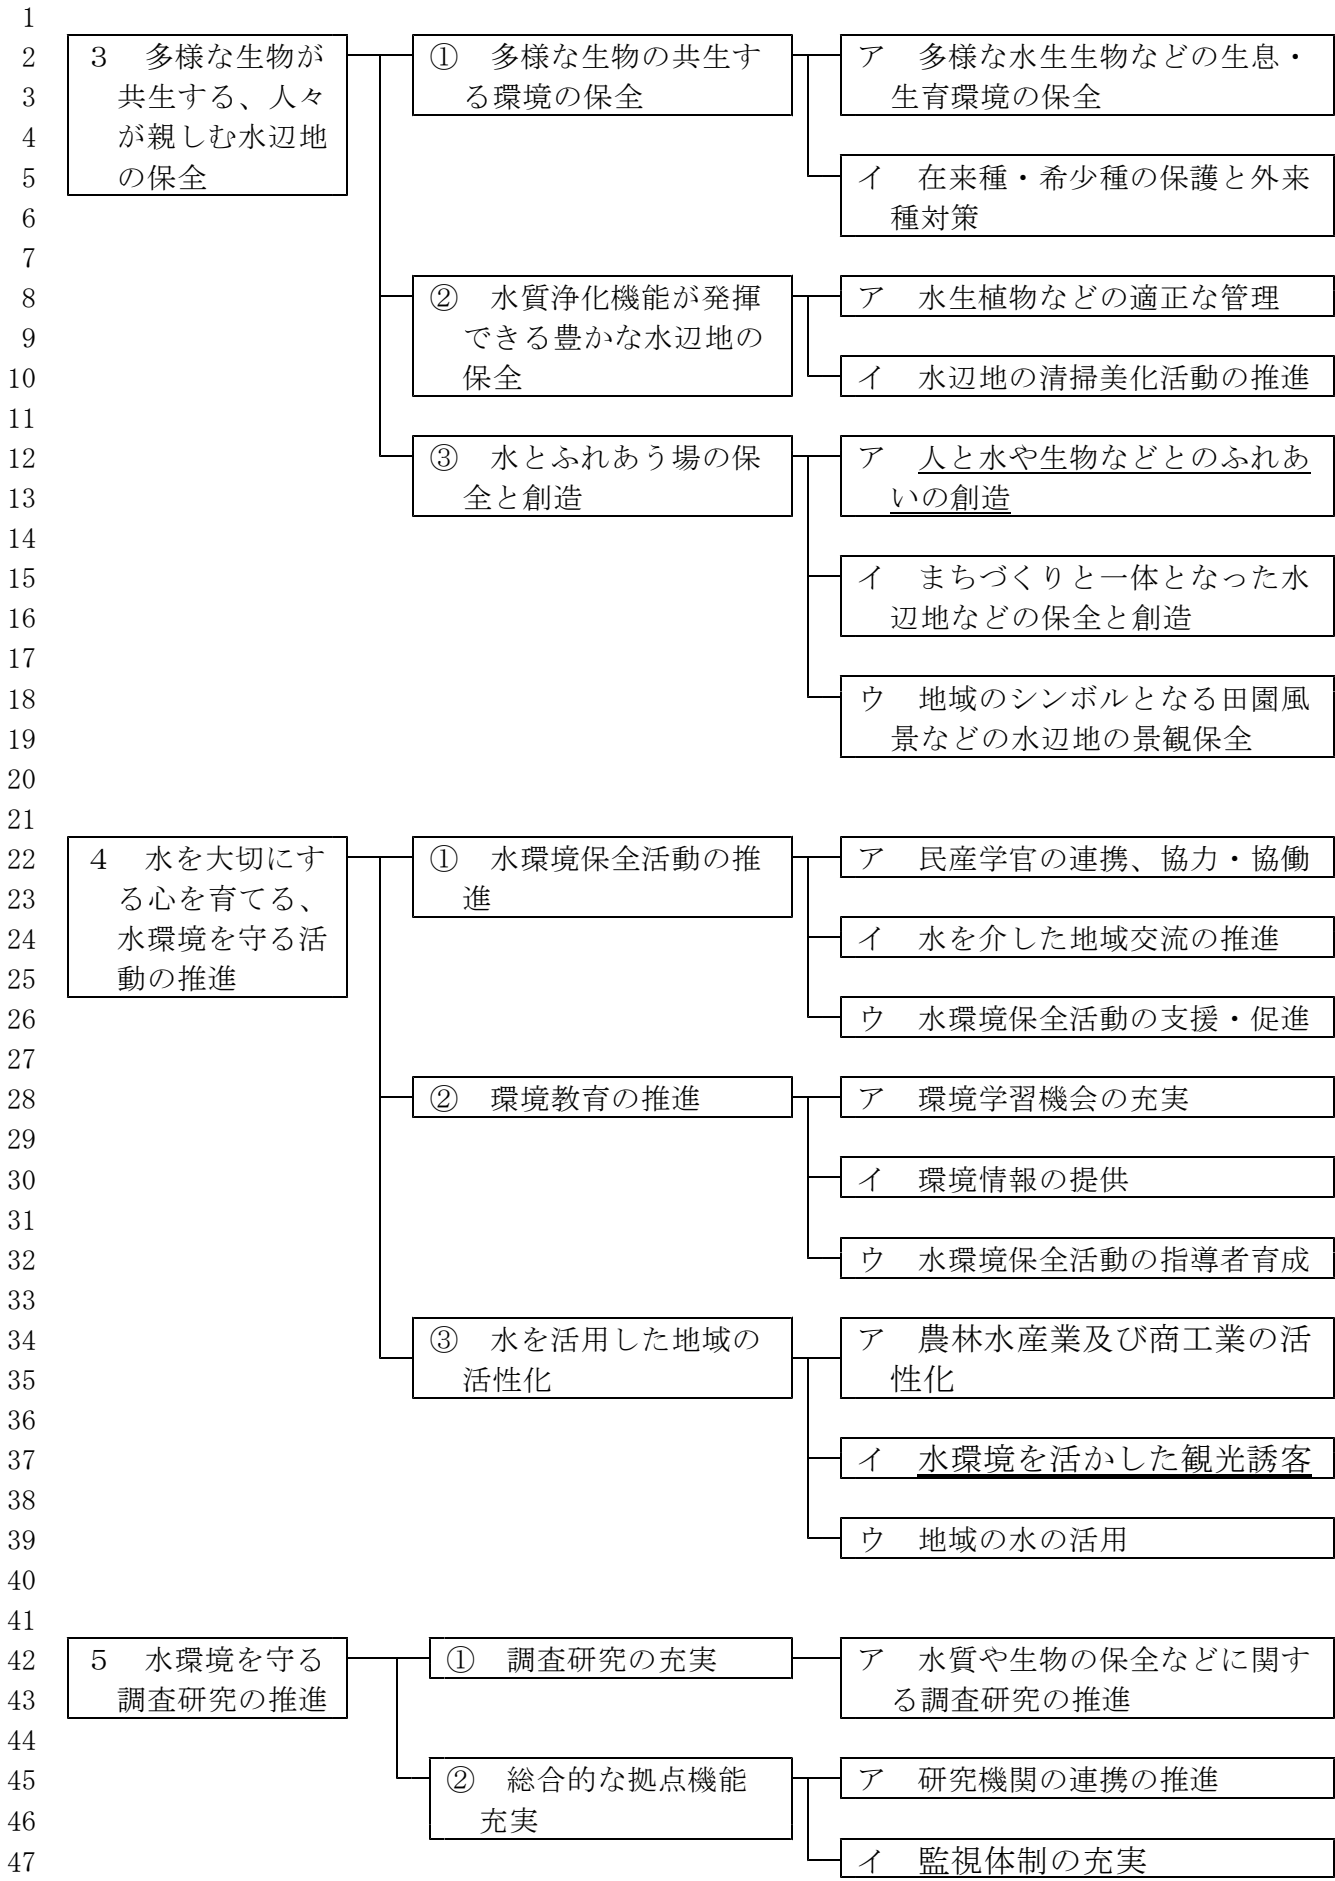 1
2 3 多様な生物が ① 多様な生物の共生す ア 多様な水生生物などの生息・
3 共生する、人々 る環境の保全 生育環境の保全
4 が親しむ水辺地
5 の保全 イ 在来種・希少種の保護と外来
6 種対策
7
8 ② 水質浄化機能が発揮 ア 水生植物などの適正な管理
9 できる豊かな水辺地の
10 保全 イ 水辺地の清掃美化活動の推進
11
12 ③ 水とふれあう場の保 ア 人と水や生物などとのふれあ
13 全と創造 いの創造
14
15 イ まちづくりと一体となった水
16 辺地などの保全と創造
17
18 ウ 地域のシンボルとなる田園風
19 景などの水辺地の景観保全
20
21
22 4 水を大切にす ① 水環境保全活動の推 ア 民産学官の連携、協力・協働
23 る心を育てる、 進
24 水環境を守る活 イ 水を介した地域交流の推進
25 動の推進
26 ウ 水環境保全活動の支援・促進
27
28 ② 環境教育の推進 ア 環境学習機会の充実
29
30 イ 環境情報の提供
31
32 ウ 水環境保全活動の指導者育成
33
34 ③ 水を活用した地域の ア 農林水産業及び商工業の活
35 活性化 性化
36
37 イ 水環境を活かした観光誘客
38
39 ウ 地域の水の活用
40
41
42 5 水環境を守る ① 調査研究の充実 ア 水質や生物の保全などに関す
43 調査研究の推進 る調査研究の推進
44
45 ② 総合的な拠点機能 ア 研究機関の連携の推進
46 充実
47 イ 監視体制の充実